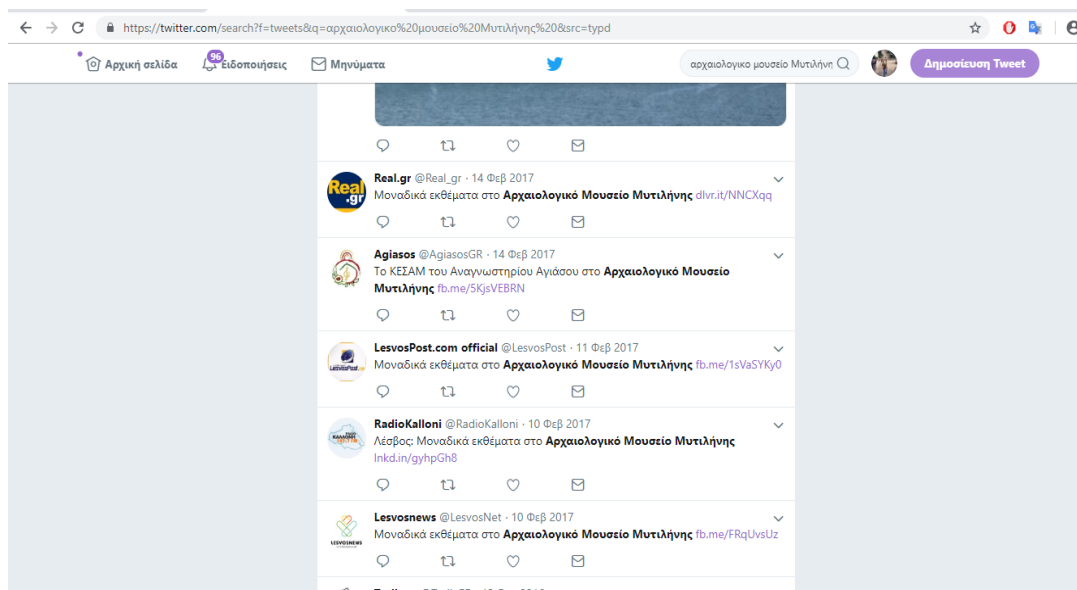 https://twitter.com/search?f=tweets&q=αρχαιολογικο%20μουσείο%20Μυτιλήνης%20&src=typd
Αρχική σελίδα 96 Ειδοποιήσεις Μηνύματα αρχαιολογικο μουσείο Μυτιλήνη Δημοσίευση Tweet
Real.gr @Real_gr · 14 Φεβ 2017
Μοναδικά εκθέματα στο Αρχαιολογικό Μουσείο Μυτιλήνης dlvr.it/NNCXqq
Real
.gr
Agiasos @AgiasosGR · 14 Φεβ 2017
Το ΚΕΣΑΜ του Αναγνωστηρίου Αγιάσου στο Αρχαιολογικό Μουσείο
Μυτιλήνης fb.me/5KjsVEBRN
LesvosPost.com official @LesvosPost · 11 Φεβ 2017
Μοναδικά εκθέματα στο Αρχαιολογικό Μουσείο Μυτιλήνης fb.me/1sVaSYKy0
RadioKalloni @RadioKalloni · 10 Φεβ 2017
Λέσβος: Μοναδικά εκθέματα στο Αρχαιολογικό Μουσείο Μυτιλήνης
lnkd.in/gyhpGh8
Lesvosnews @LesvosNet · 10 Φεβ 2017
Μοναδικά εκθέματα στο Αρχαιολογικό Μουσείο Μυτιλήνης fb.me/FRqUvsUz
LESVOSNEWS